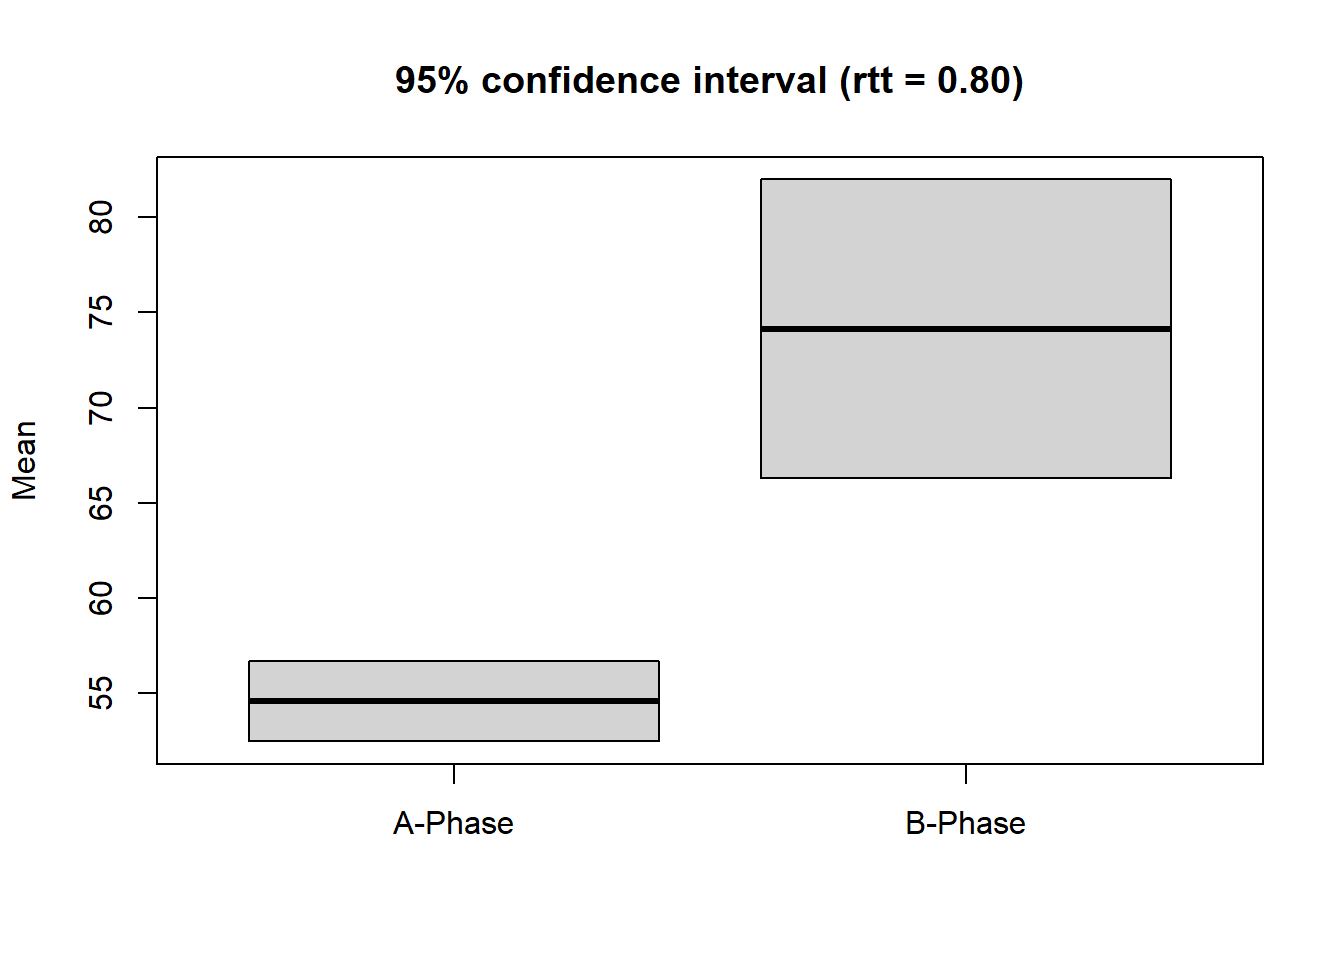 95% confidence interval (rtt = 0.80)
Mean
80
75
70
65
60
55
A-Phase
B-Phase